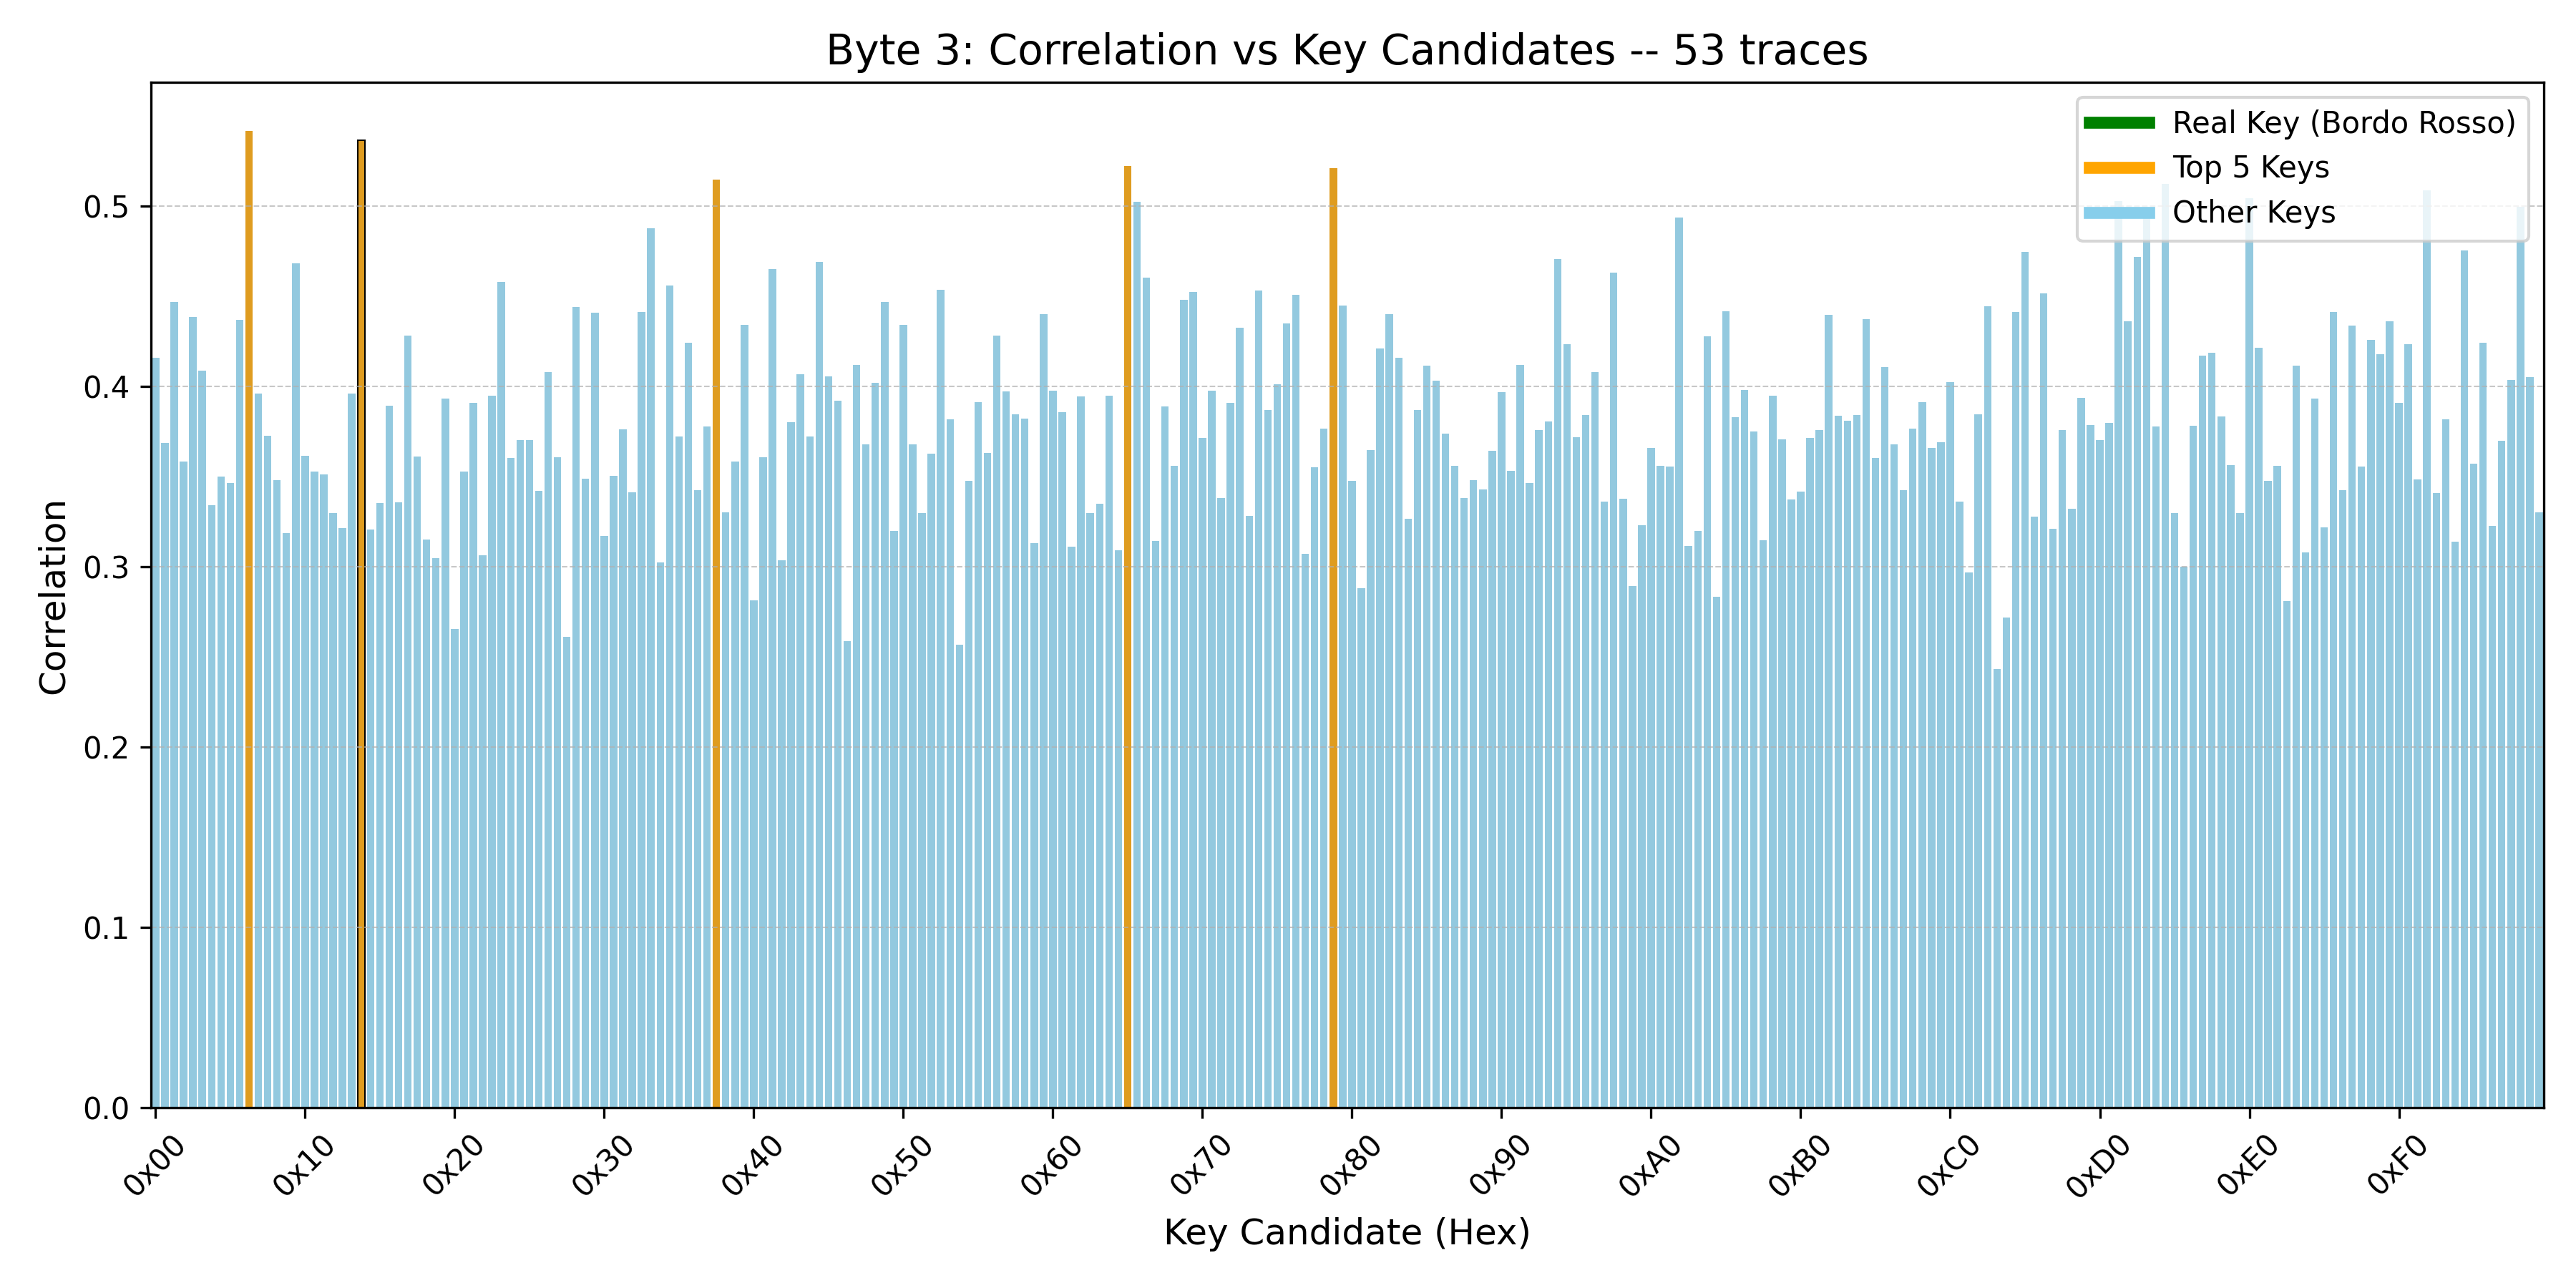 Byte 3: Correlation vs Key Candidates -- 53 traces
Real Key (Bordo Rosso)
Top 5 Keys
Other Keys
Correlation
0.5
0.4
0.3
0.2
0.1
0.0
0x00 0x10 0x20 0x30 0x40 0x50 0x60 0x70 0x80 0x90 0xA0 0xB0 0xC0 0xD0 0xE0 0xF0
Key Candidate (Hex)